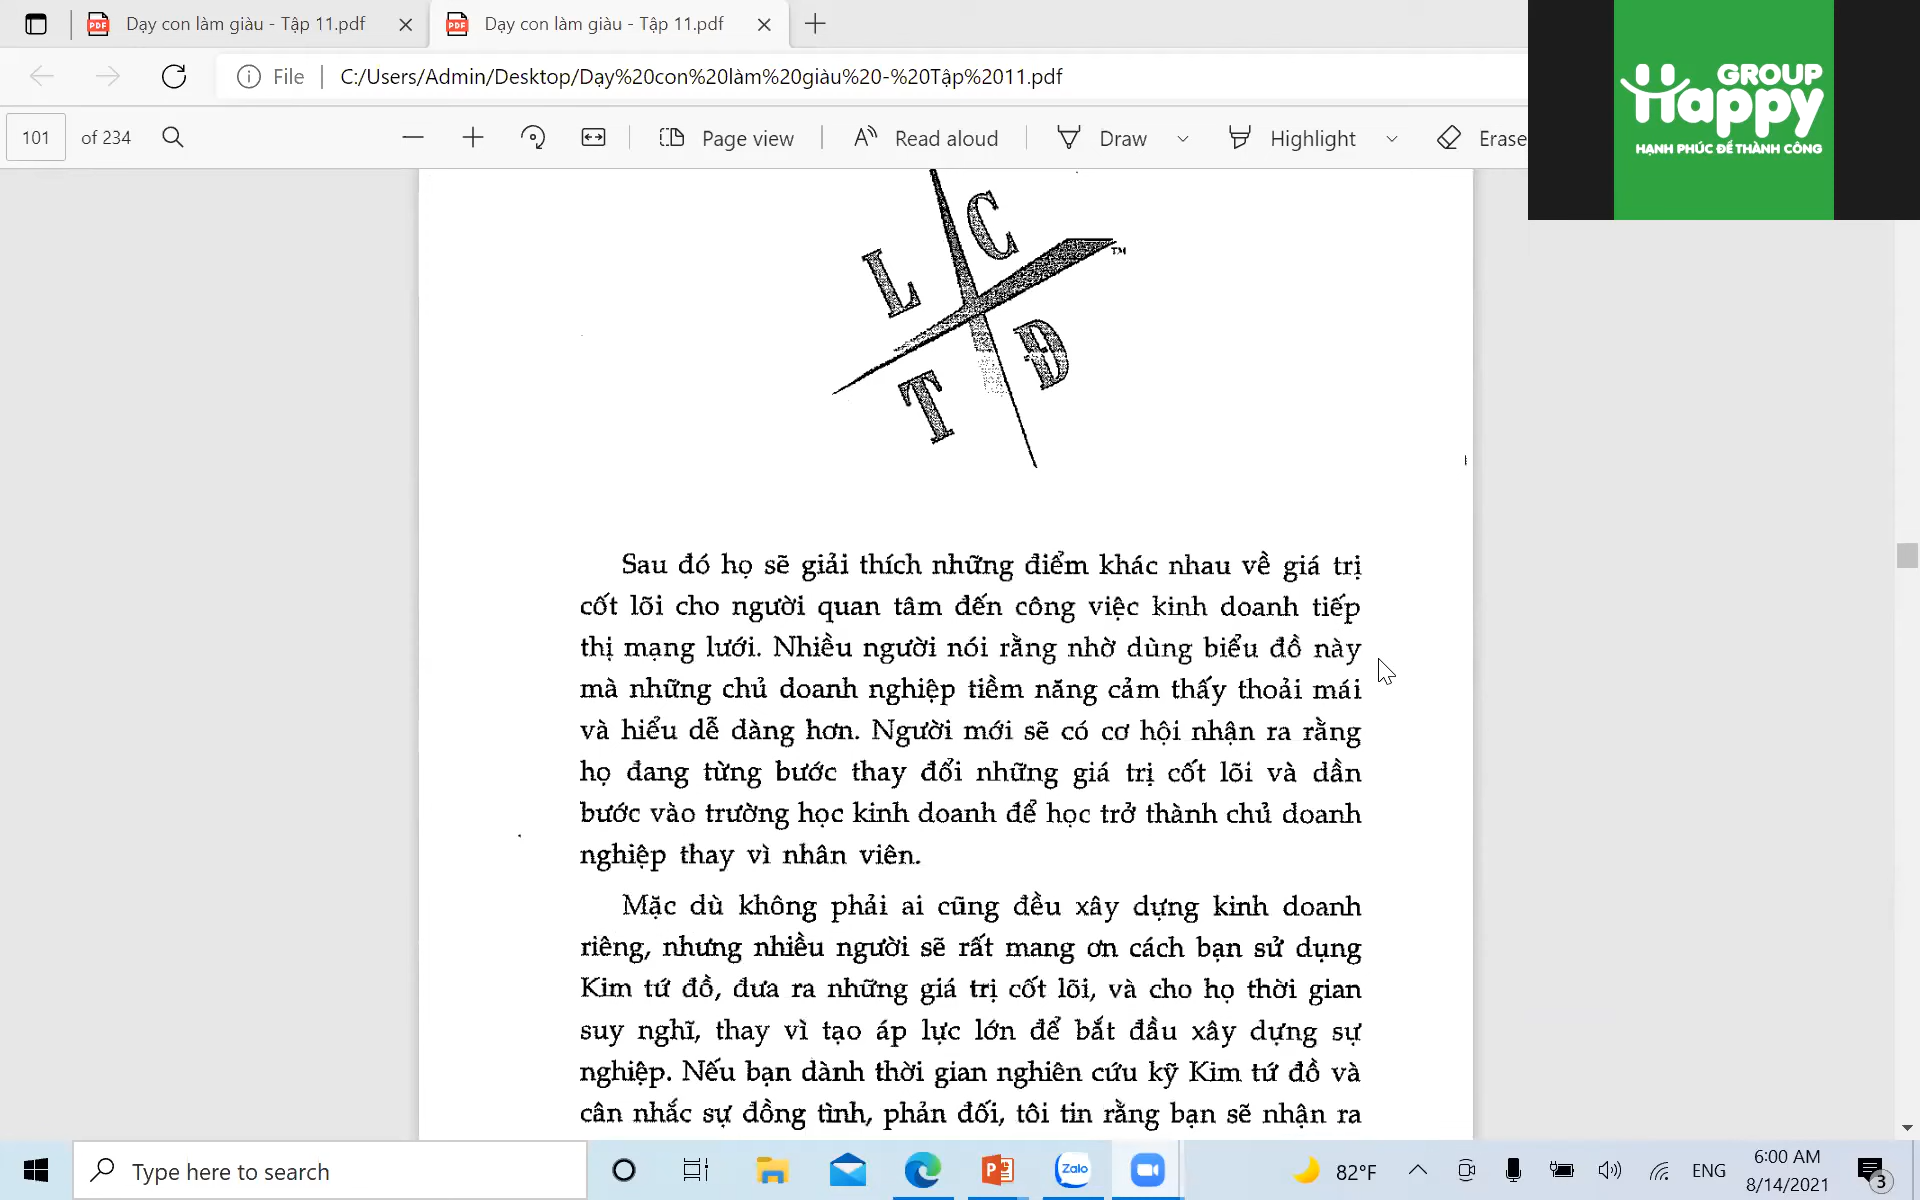 Dạy con làm giàu - Tập 11.pdf
Dạy con làm giàu - Tập 11.pdf
File
C:/Users/Admin/Desktop/Dạy%20con%20làm%20giàu%20-%20Tập%2011.pdf
101 of 234
Page view
Read aloud
Draw
Highlight
Erase
GROUP
Happy
HẠNH PHÚC ĐỂ THÀNH CÔNG
L C
TM
T Đ
Sau đó họ sẽ giải thích những điểm khác nhau về giá trị
cốt lõi cho người quan tâm đến công việc kinh doanh tiếp
thị mạng lưới. Nhiều người nói rằng nhờ dùng biểu đồ này
mà những chủ doanh nghiệp tiềm năng cảm thấy thoải mái
và hiểu dễ dàng hơn. Người mới sẽ có cơ hội nhận ra rằng
họ đang từng bước thay đổi những giá trị cốt lõi và dần
bước vào trường học kinh doanh để học trở thành chủ doanh
nghiệp thay vì nhân viên.
Mặc dù không phải ai cũng đều xây dựng kinh doanh
riêng, nhưng nhiều người sẽ rất mang ơn cách bạn sử dụng
Kim tứ đồ, đưa ra những giá trị cốt lõi, và cho họ thời gian
suy nghĩ, thay vì tạo áp lực lớn để bắt đầu xây dựng sự
nghiệp. Nếu bạn dành thời gian nghiên cứu kỹ Kim tứ đồ và
cân nhắc sự đồng tình, phản đối, tôi tin rằng bạn sẽ nhận ra
Type here to search
Zalo
82°F
ENG
6:00 AM
8/14/2021
3